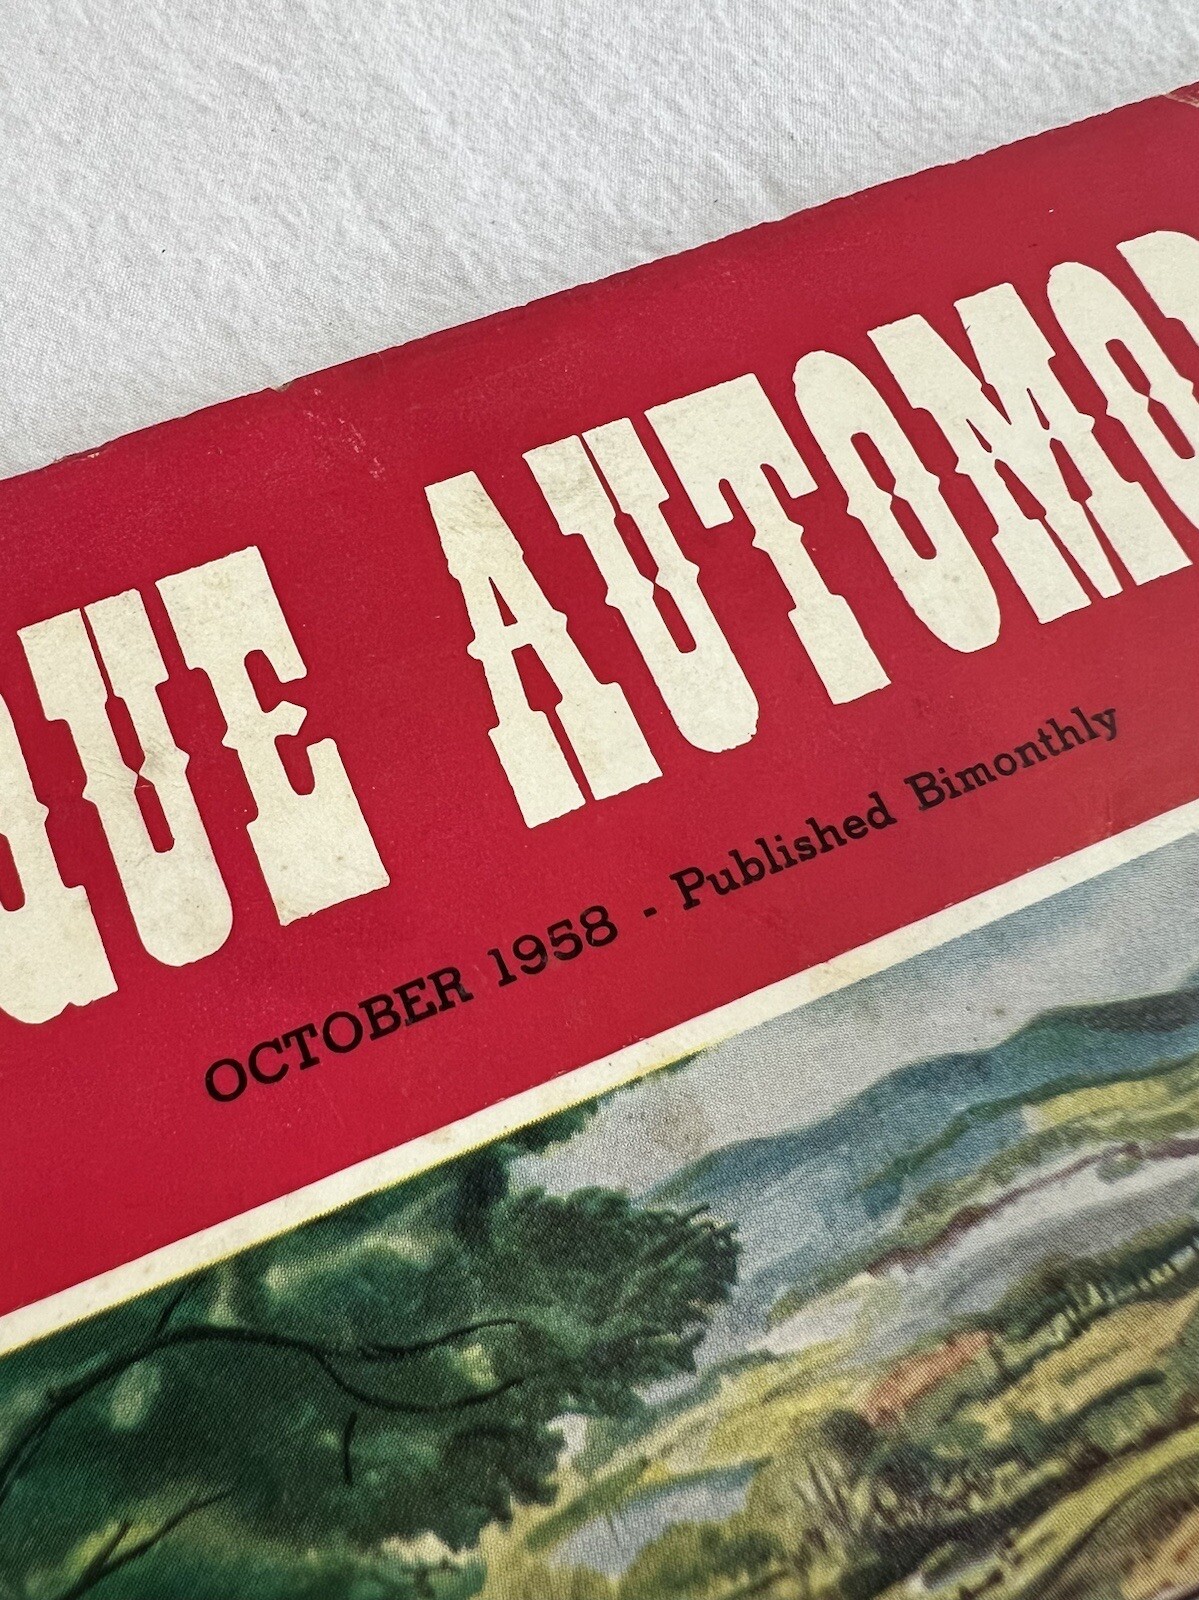 QUE AUTOMO
OCTOBER 1958 - Published Bimonthly